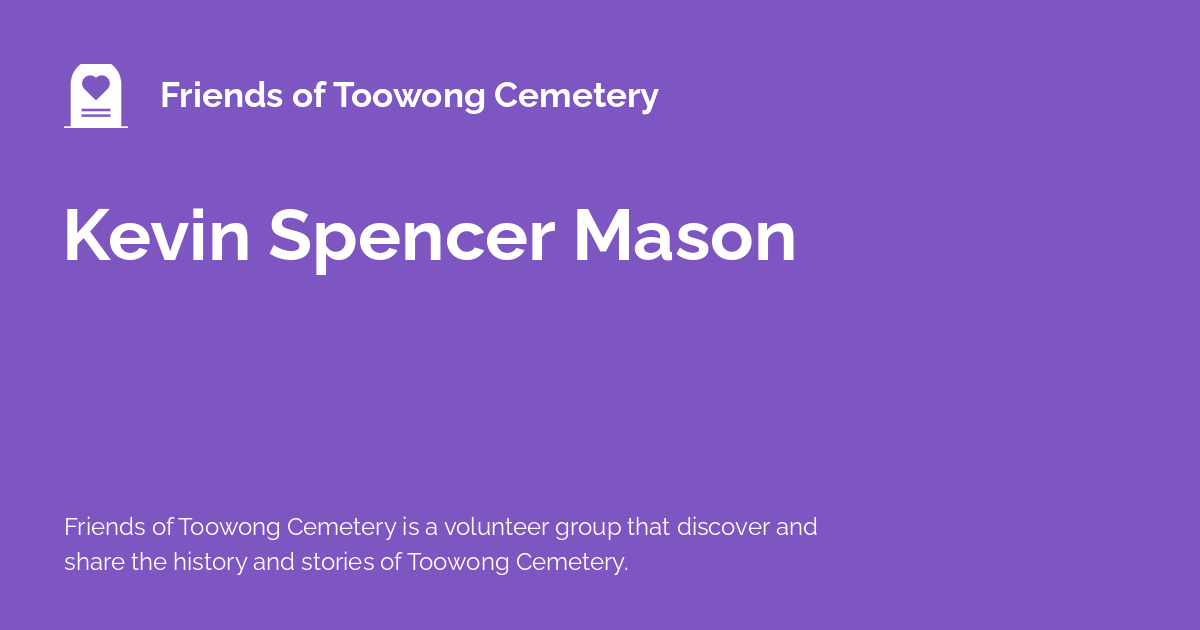 Friends of Toowong Cemetery
Kevin Spencer Mason
Friends of Toowong Cemetery is a volunteer group that discover and
share the history and stories of Toowong Cemetery.